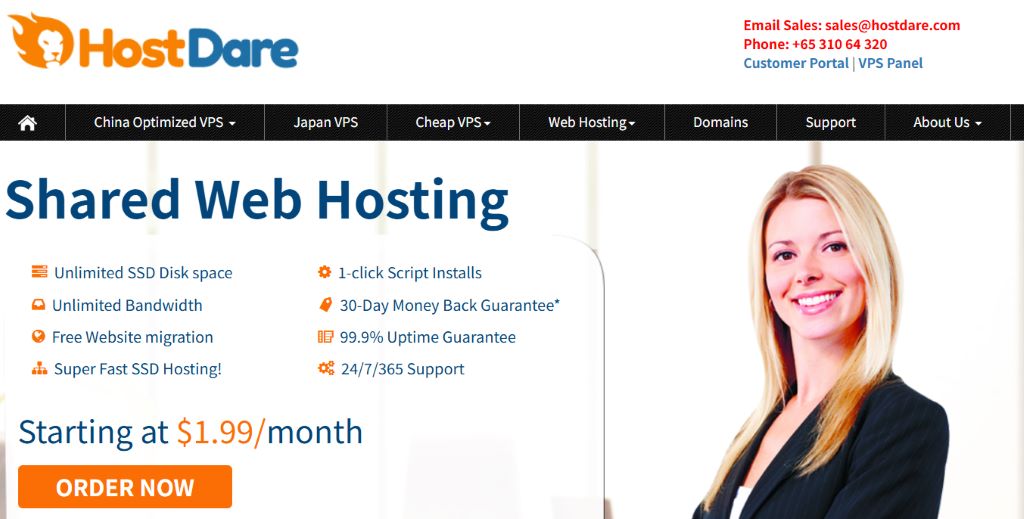 HostDare
Email Sales: sales@hostdare.com
Phone: +65 310 64 320
Customer Portal | VPS Panel
China Optimized VPS
Japan VPS
Cheap VPS
Web Hosting
Domains
Support
About Us
Shared Web Hosting
Unlimited SSD Disk space
1-click Script Installs
Unlimited Bandwidth
30-Day Money Back Guarantee*
Free Website migration
99.9% Uptime Guarantee
Super Fast SSD Hosting!
24/7/365 Support
Starting at $1.99/month
ORDER NOW